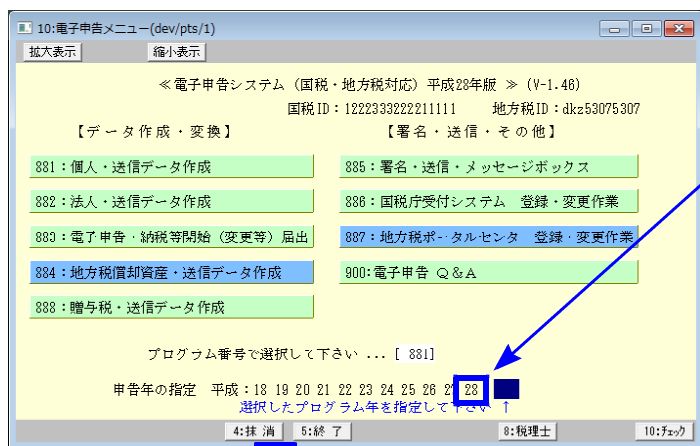 10:電子申告メニュー(dev/pts/1)
拡大表示 縮小表示
≪電子申告システム (国税・地方税対応) 平成28年版 ≫ (V-1.46)
国税ID:1222333222211111 地方税ID:dkz53075307
【データ作成・変換】 【署名・送信・その他】
881:個人・送信データ作成 885:署名・送信・メッセージボックス
882:法人・送信データ作成 886:国税庁受付システム 登録・変更作業
883:電子申告・納税等開始(変更等)届出 887:地方税ポータルセンタ 登録・変更作業
884:地方税償却資産・送信データ作成 900:電子申告 Q&A
888:贈与税・送信データ作成
プログラム番号で選択して下さい ... [ 881]
申告年の指定 平成:18 19 20 21 22 23 24 25 26 27 28
選択したプログラム年を指定して下さい ↑
4:抹 消 5:終 了 8:税理士 10:チェック